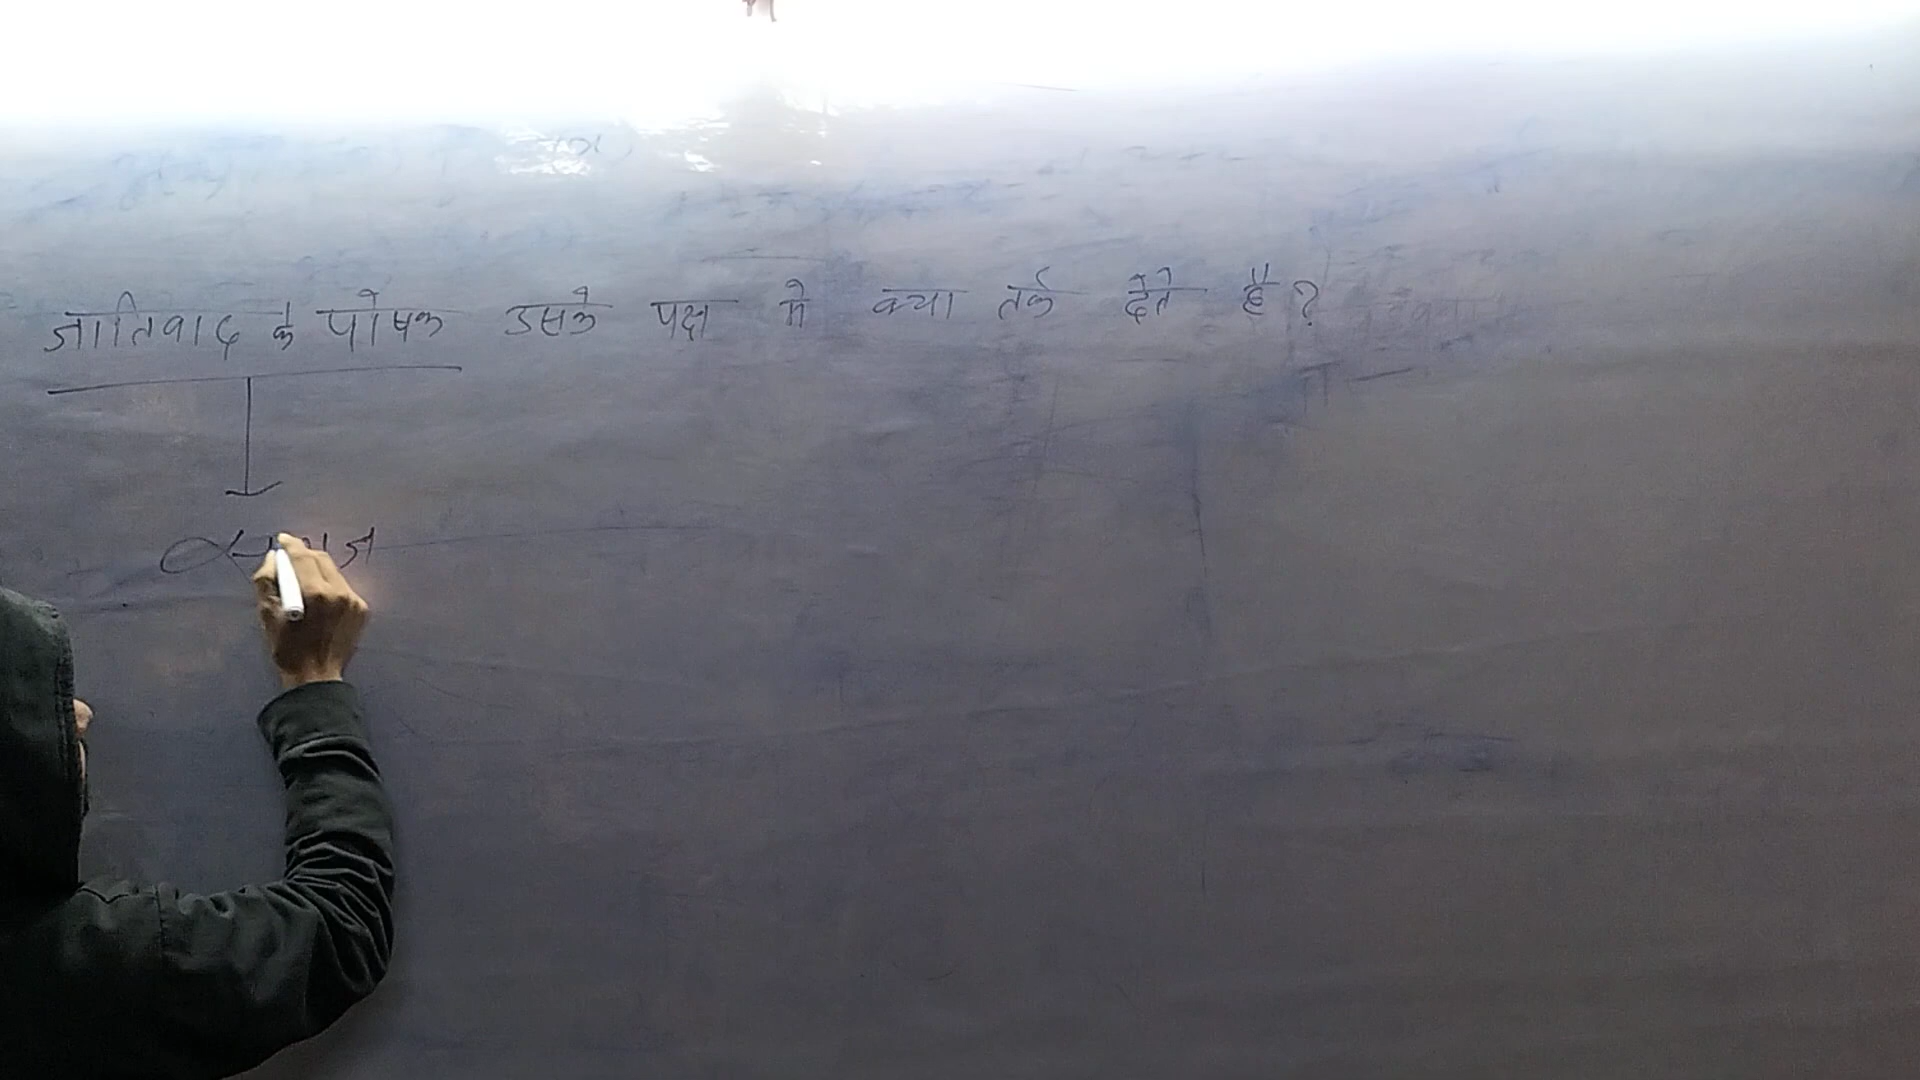 जातिवाद के पोषक उसके पक्ष मे क्या तर्क देते हैं?